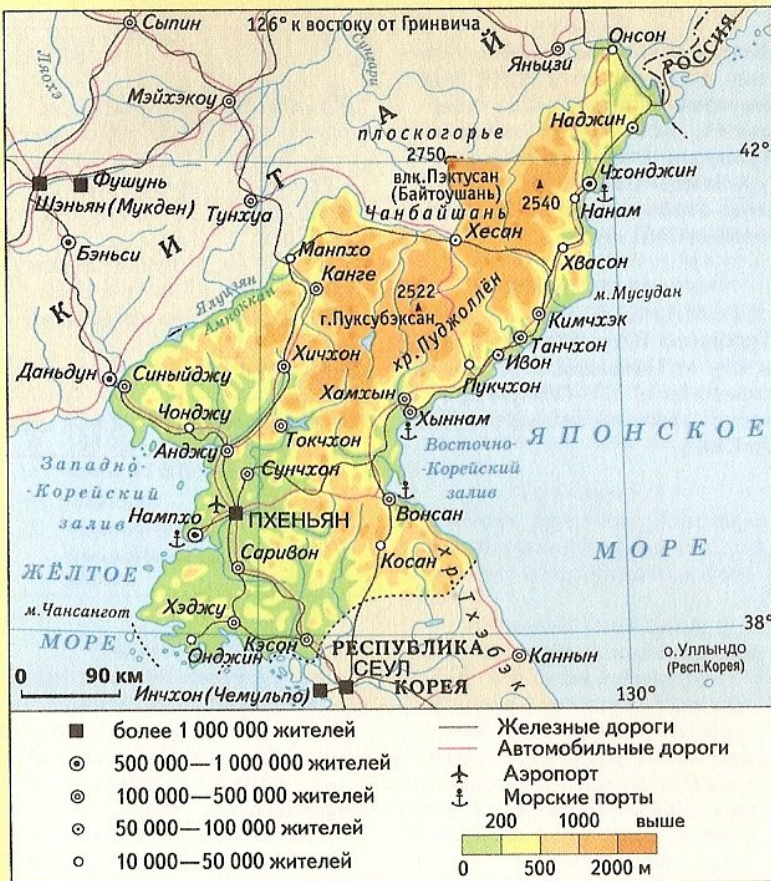 Сыпин
126° к востоку от Гринвича
Онсон
РОССИЯ
Ляохэ
Сунгари
Яньцзи
Мэйхэкоу
КИТАЙ
Наджин
плоскогорье
2750
42°
влк.Пэктусан
(Байтоушань)
Чханджин
Фушунь
Шэньян (Мукден)
Тунхуа
Чанбайшань
2540
Нанам
Бэньси
Хесан
Манпхо
Хвасон
Канге
Ялуцзян
Амноккан
2522
г.Пуксубэксан
хр.Пуджоллён
м.Мусудан
Кимчхэк
Танчхон
Хичхон
Ивон
Даньдун
Синыйджу
Пукчхон
Хамхын
Чонджу
Хыннам
Токчхон
Анджу
Восточно-
-Корейский
залив
ЯПОНСКОЕ
МОРЕ
Западно-
-Корейский
залив
Сунчхон
Нампхо
ПХЕНЬЯН
Вонсан
Саривон
Косан
ЖЁЛТОЕ
МОРЕ
м.Чансангот
хр.Тхэбэк
Хэджу
38°
Онджин
Кэсон
РЕСПУБЛИКА
КОРЕЯ
СЕУЛ
Каннын
о.Уллындо
(Респ.Корея)
0 90 км
Инчхон (Чемульпо)
130°
более 1 000 000 жителей
500 000—1 000 000 жителей
100 000—500 000 жителей
50 000—100 000 жителей
10 000—50 000 жителей
Железные дороги
Автомобильные дороги
Аэропорт
Морские порты
200 1000 выше
0 500 2000 м